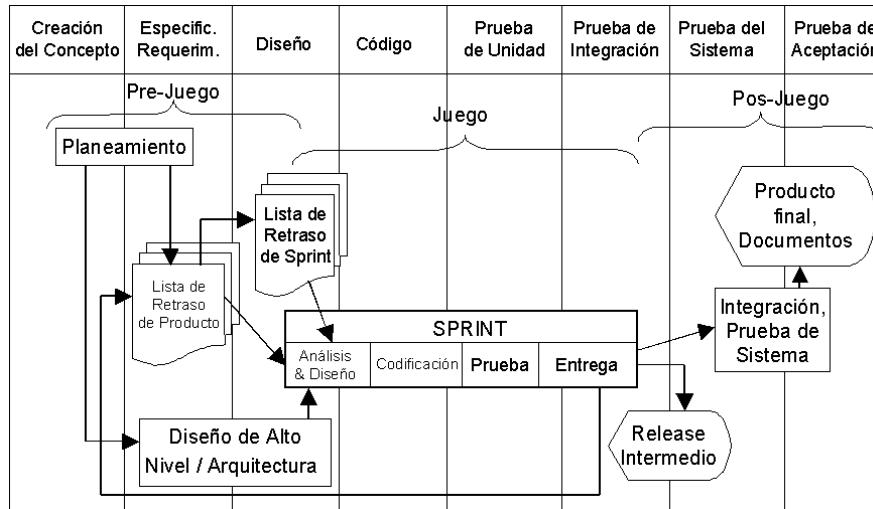 Creación
del Concepto
Especific.
Requerim.
Diseño
Código
Prueba
de Unidad
Prueba de
Integración
Prueba del
Sistema
Prueba de
Aceptación
Pre-Juego
Juego
Pos-Juego
Planeamiento
Lista de
Retraso
de Sprint
Producto
final,
Documentos
Lista de
Retraso
de Producto
SPRINT
Análisis
& Diseño
Codificación
Prueba
Entrega
Integración,
Prueba de
Sistema
Diseño de Alto
Nivel / Arquitectura
Release
Intermedio